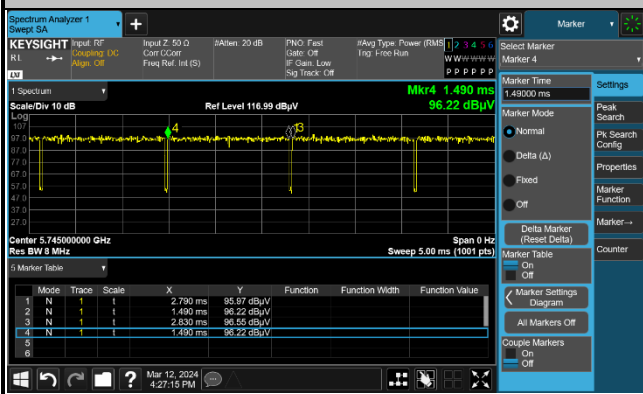 Spectrum Analyzer 1
Swept SA
+
Marker
KEYSIGHT
RL
LXI
Input: RF
Coupling: DC
Align: Off
Input Z: 50 Ω
Corr CCorr
Freq Ref: Int (S)
#Atten: 20 dB
PNO: Fast
Gate: Off
IF Gain: Low
Sig Track: Off
#Avg Type: Power (RMS
Trig: Free Run
1 2 3 4 5 6
W W W W W W
P P P P P P
Select Marker
Marker 4
1 Spectrum
Scale/Div 10 dB
Ref Level 116.99 dBµV
Mkr4 1.490 ms
96.22 dBµV
Log
107
97.0
87.0
77.0
67.0
57.0
47.0
37.0
27.0
4
3
Center 5.745000000 GHz
Res BW 8 MHz
Span 0 Hz
Sweep 5.00 ms (1001 pts)
5 Marker Table
Mode Trace Scale X Y Function Function Width Function Value
1 N 1 t 2.790 ms 95.97 dBµV
2 N 1 t 1.490 ms 96.22 dBµV
3 N 1 t 2.830 ms 96.55 dBµV
4 N 1 t 1.490 ms 96.22 dBµV
5
6
Marker Time
1.49000 ms
Marker Mode
Normal
Delta (Δ)
Fixed
Off
Delta Marker
(Reset Delta)
Marker Table
On
Off
Marker Settings
Diagram
All Markers Off
Couple Markers
On
Off
Settings
Peak
Search
Pk Search
Config
Properties
Marker
Function
Marker→
Counter
?
Mar 12, 2024
4:27:15 PM